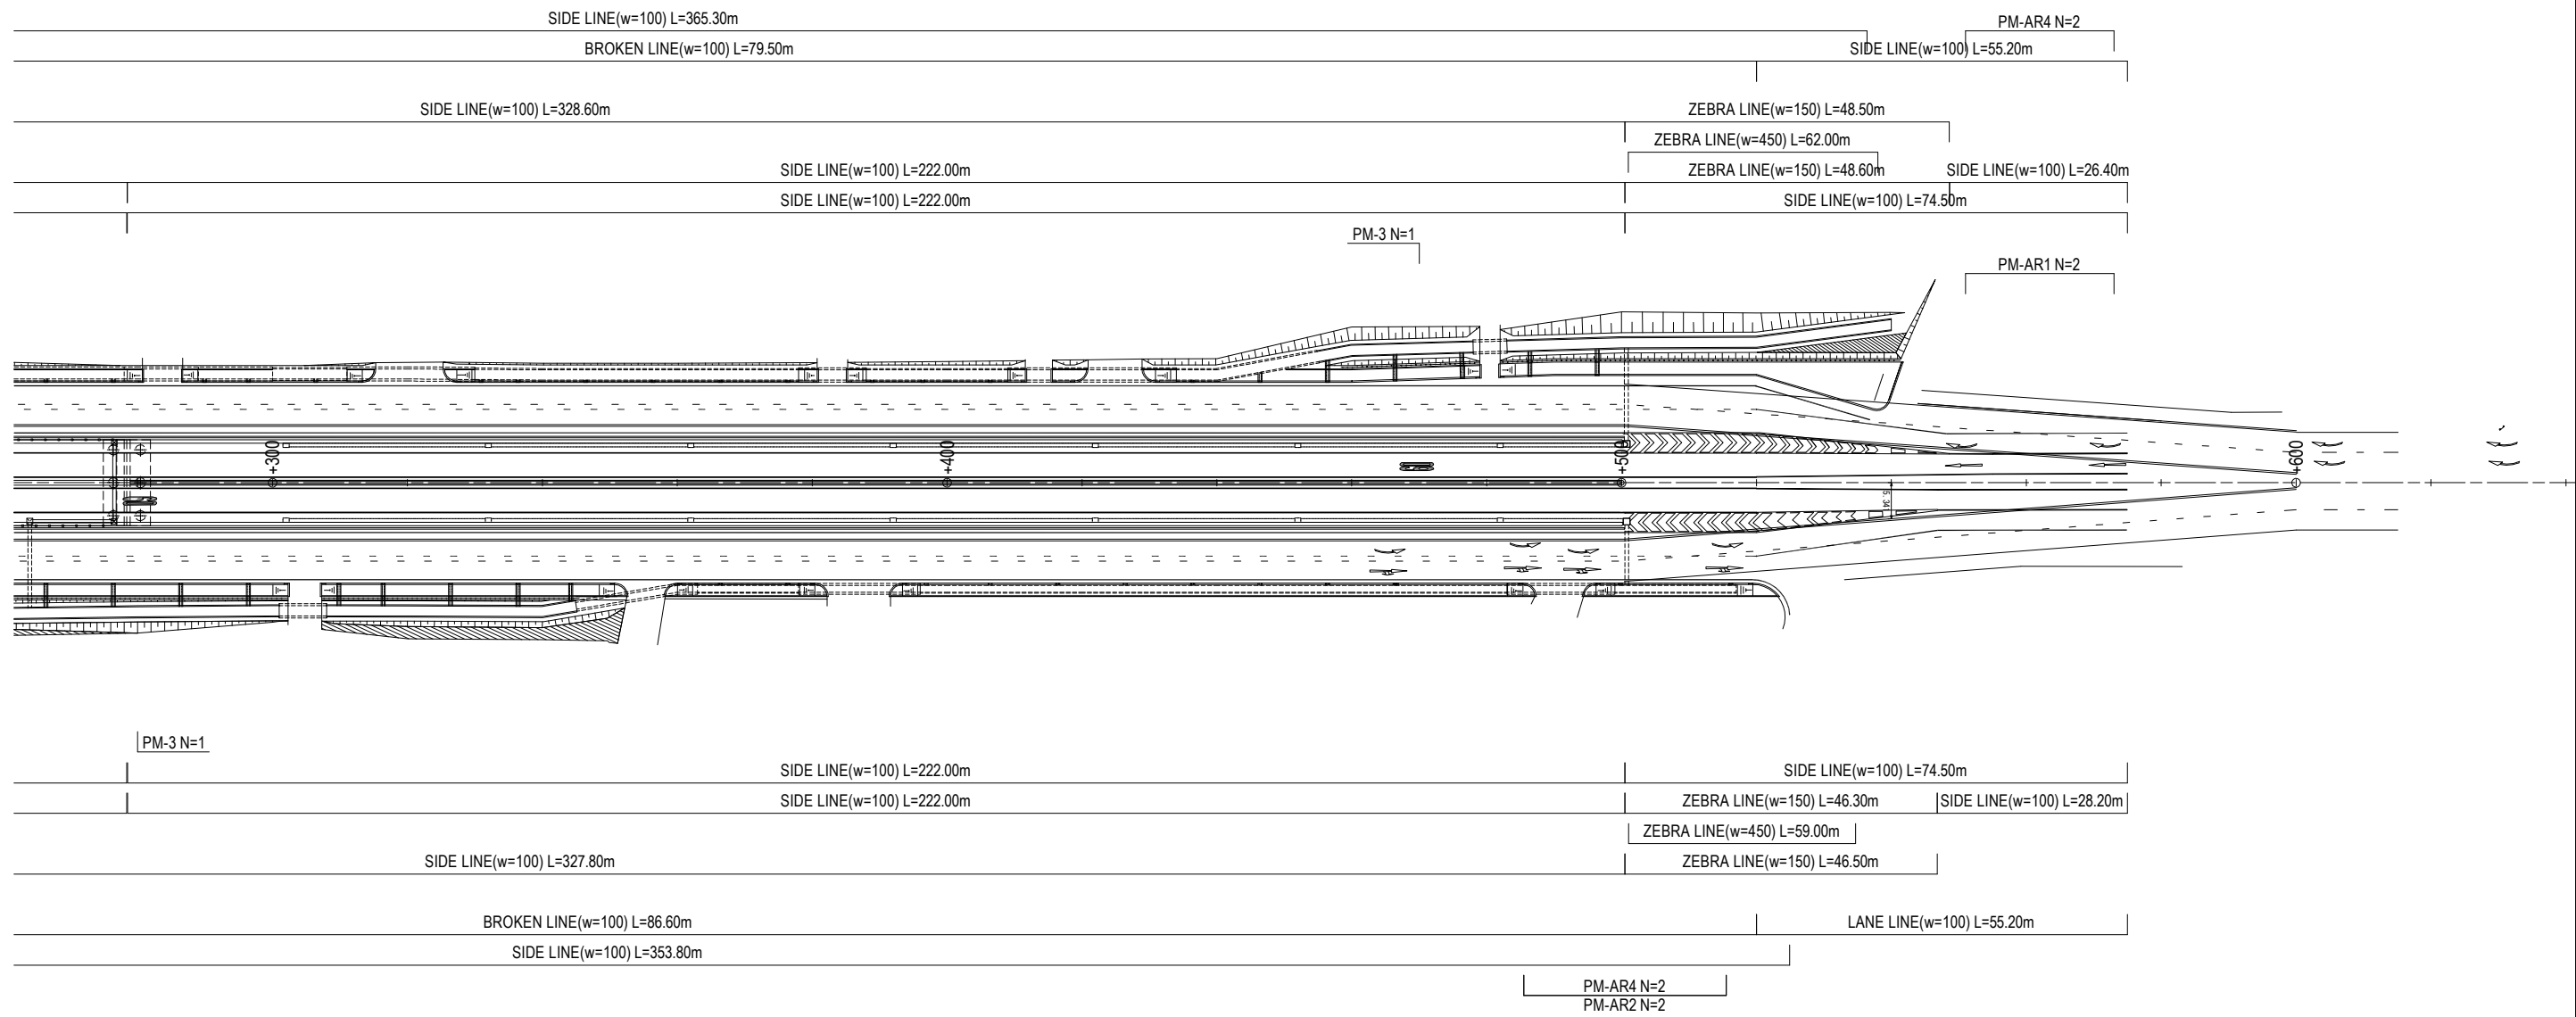 SIDE LINE(w=100) L=365.30m
PM-AR4 N=2
BROKEN LINE(w=100) L=79.50m
SIDE LINE(w=100) L=55.20m
SIDE LINE(w=100) L=328.60m
ZEBRA LINE(w=150) L=48.50m
ZEBRA LINE(w=450) L=62.00m
SIDE LINE(w=100) L=222.00m
ZEBRA LINE(w=150) L=48.60m
SIDE LINE(w=100) L=26.40m
SIDE LINE(w=100) L=222.00m
SIDE LINE(w=100) L=74.50m
PM-3 N=1
PM-AR1 N=2
+300
+400
+500
+600
5.34
PM-3 N=1
SIDE LINE(w=100) L=222.00m
SIDE LINE(w=100) L=74.50m
SIDE LINE(w=100) L=222.00m
ZEBRA LINE(w=150) L=46.30m
SIDE LINE(w=100) L=28.20m
ZEBRA LINE(w=450) L=59.00m
SIDE LINE(w=100) L=327.80m
ZEBRA LINE(w=150) L=46.50m
BROKEN LINE(w=100) L=86.60m
LANE LINE(w=100) L=55.20m
SIDE LINE(w=100) L=353.80m
PM-AR4 N=2
PM-AR2 N=2